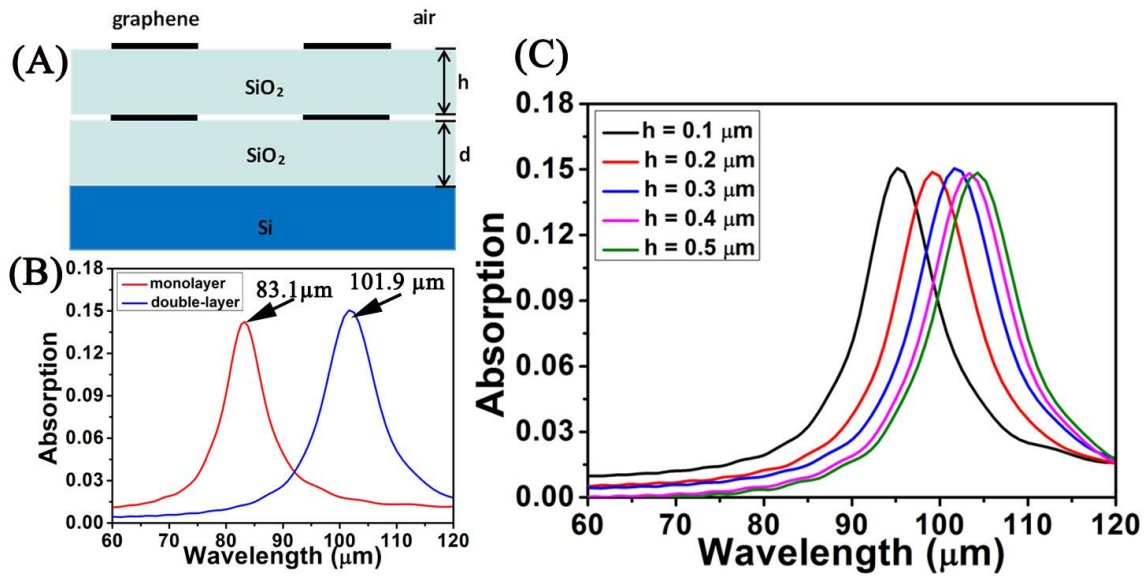 (A)
graphene
air
SiO₂
h
SiO₂
d
Si
(B)
0.18
0.15
0.12
0.09
0.06
0.03
0.00
Absorption
monolayer
double-layer
83.1μm
101.9 μm
60 70 80 90 100 110 120
Wavelength (μm)
(C)
0.18
0.15
0.12
0.09
0.06
0.03
0.00
Absorption
h = 0.1 μm
h = 0.2 μm
h = 0.3 μm
h = 0.4 μm
h = 0.5 μm
60 70 80 90 100 110 120
Wavelength (μm)